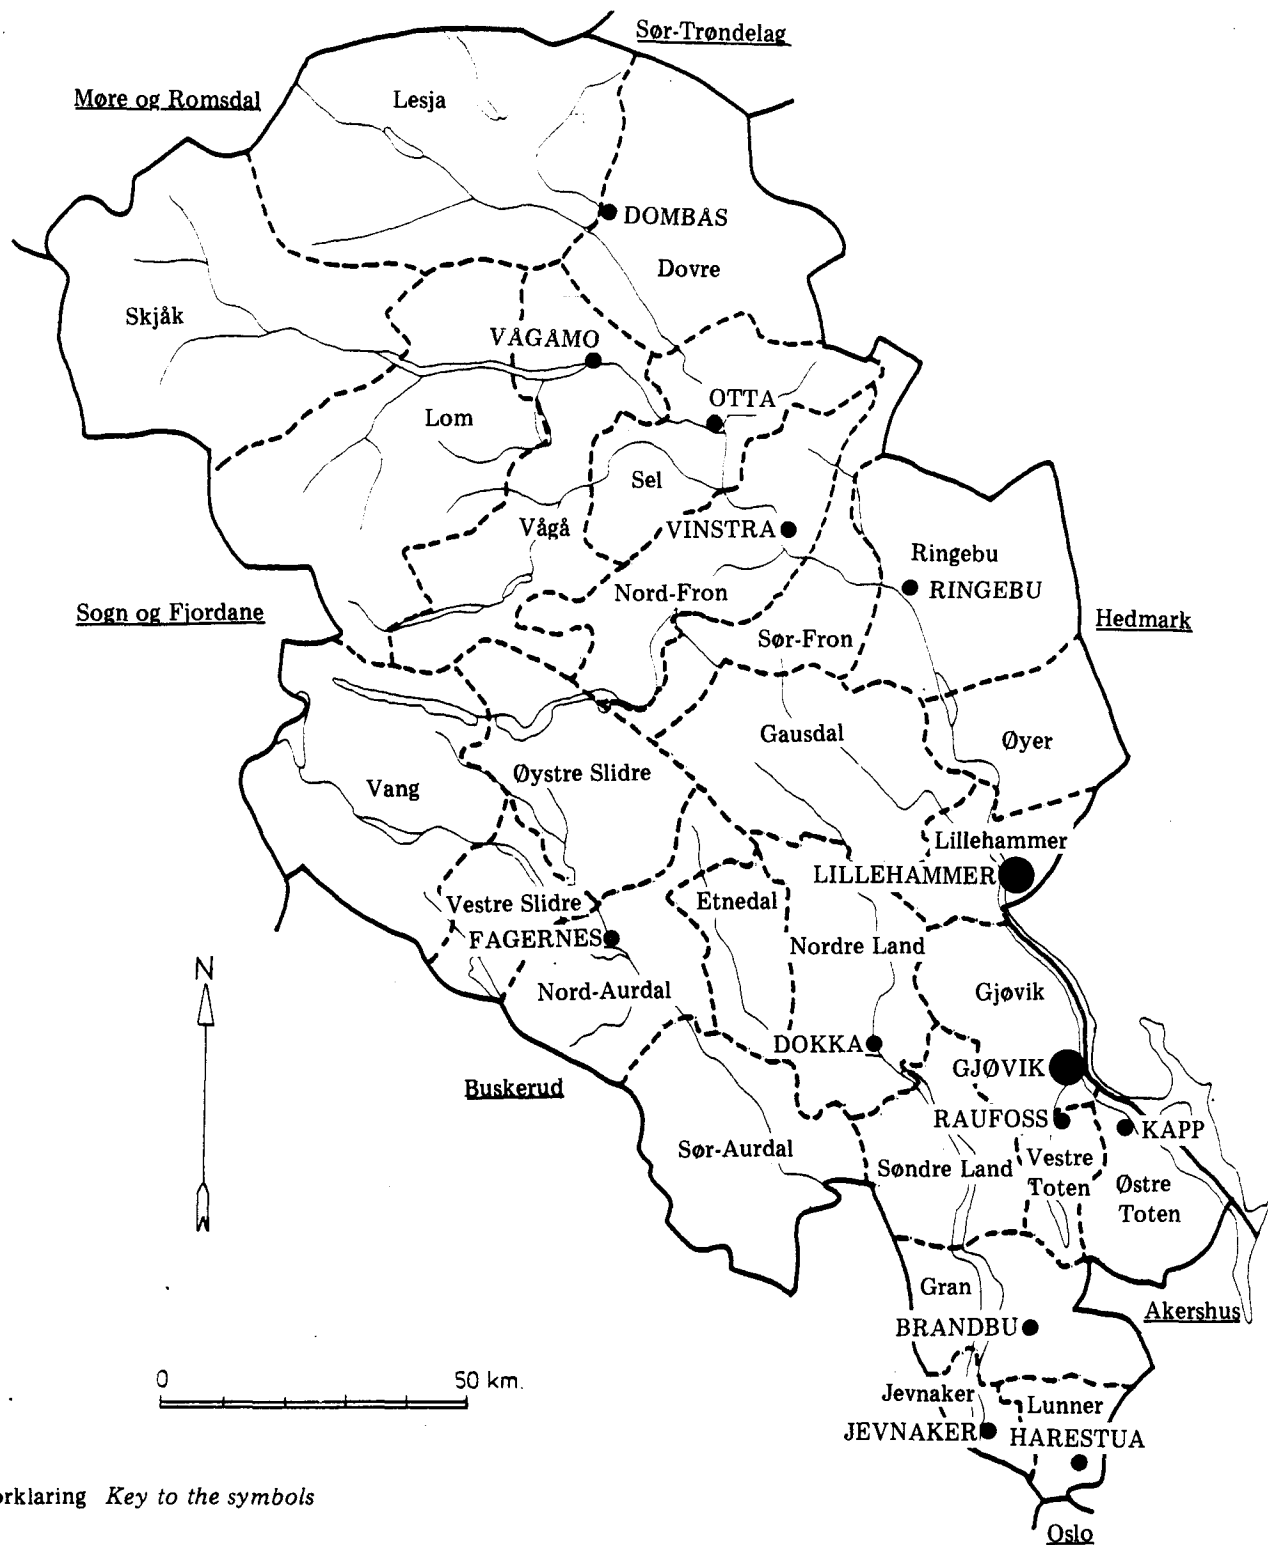 Sør-Trøndelag
Møre og Romsdal
Lesja
DOMBÅS
Dovre
Skjåk
VÅGÅMO
OTTA
Lom
Sel
Vågå
VINSTRA
Ringebu
RINGEBU
Nord-Fron
Sogn og Fjordane
Hedmark
Sør-Fron
Gausdal
Øyer
Øystre Slidre
Vang
Lillehammer
LILLEHAMMER
Vestre Slidre
Etnedal
FAGERNES
Nordre Land
N
Nord-Aurdal
Gjøvik
DOKKA
GJØVIK
Buskerud
RAUFOSS
KAPP
Sør-Aurdal
Søndre Land
Vestre
Toten
Østre
Toten
Gran
Akershus
BRANDBU
0 50 km.
Jevnaker
Lunner
JEVNAKER
HARESTUA
orklaring Key to the symbols
Oslo